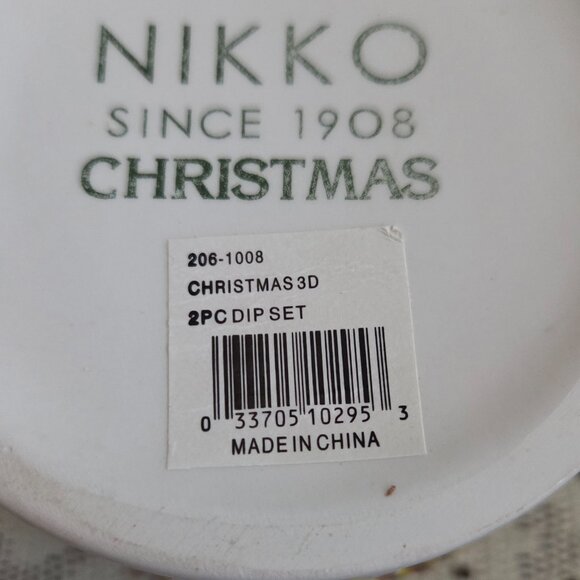 NIKKO
SINCE 1908
CHRISTMAS
206-1008
CHRISTMAS 3D
2PC DIP SET
0 33705 10295 3
MADE IN CHINA